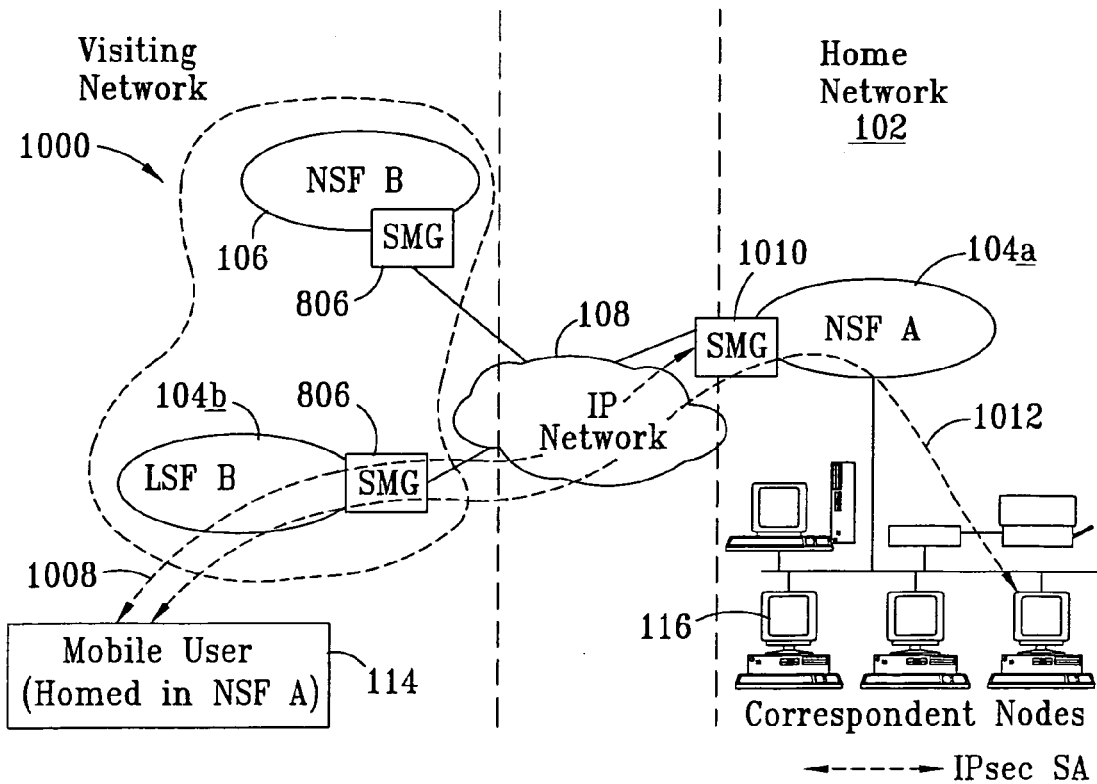 Visiting
Network
Home
Network
102
1000
NSF B
106
SMG
806
1010
104a
108
SMG
NSF A
104b
806
IP
Network
1012
LSF B
SMG
1008
116
Mobile User
(Homed in NSF A)
114
Correspondent Nodes
IPsec SA